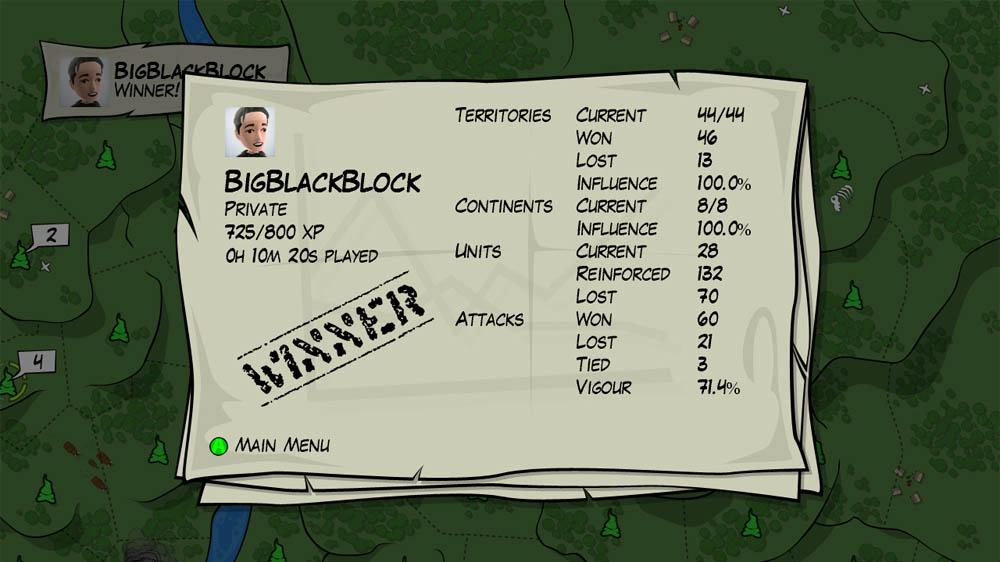 BigBlackBlock
Winner!
BigBlackBlock
Private
725/800 XP
0h 10m 20s played
WINNER
Territories Current 44/44
Won 46
Lost 13
Influence 100.0%
Continents Current 8/8
Influence 100.0%
Units Current 28
Reinforced 132
Lost 70
Attacks Won 60
Lost 21
Tied 3
Vigour 71.4%
2
4
A Main Menu